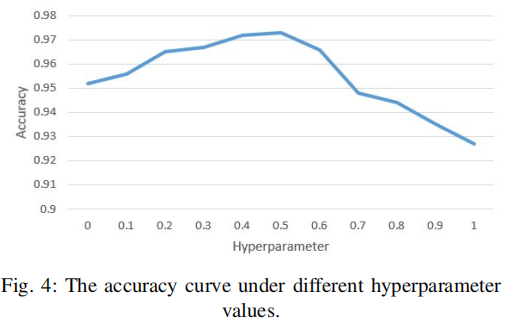 0.98
0.97
0.96
0.95
0.94
0.93
0.92
0.91
0.9
Accuracy
0 0.1 0.2 0.3 0.4 0.5 0.6 0.7 0.8 0.9 1
Hyperparameter
Fig. 4: The accuracy curve under different hyperparameter
values.